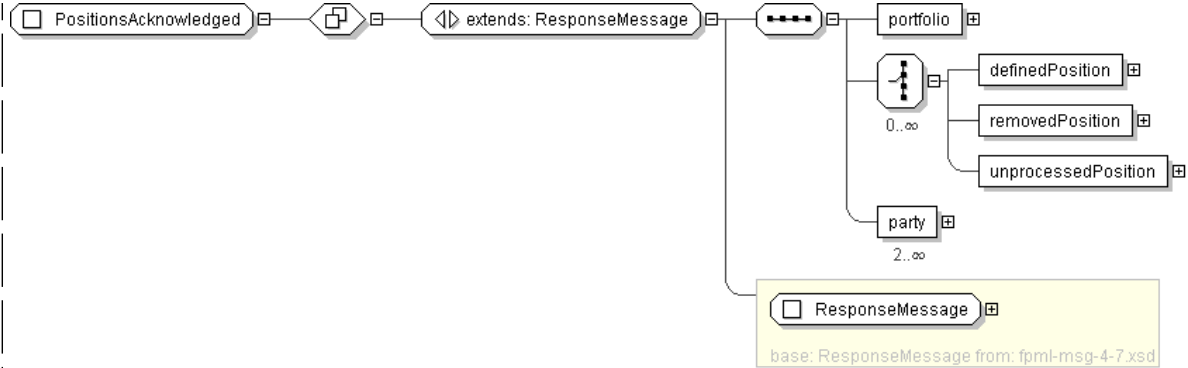 PositionsAcknowledged
extends: ResponseMessage
portfolio
definedPosition
0..∞
removedPosition
unprocessedPosition
party
2..∞
ResponseMessage
base: ResponseMessage from: fpml-msg-4-7.xsd